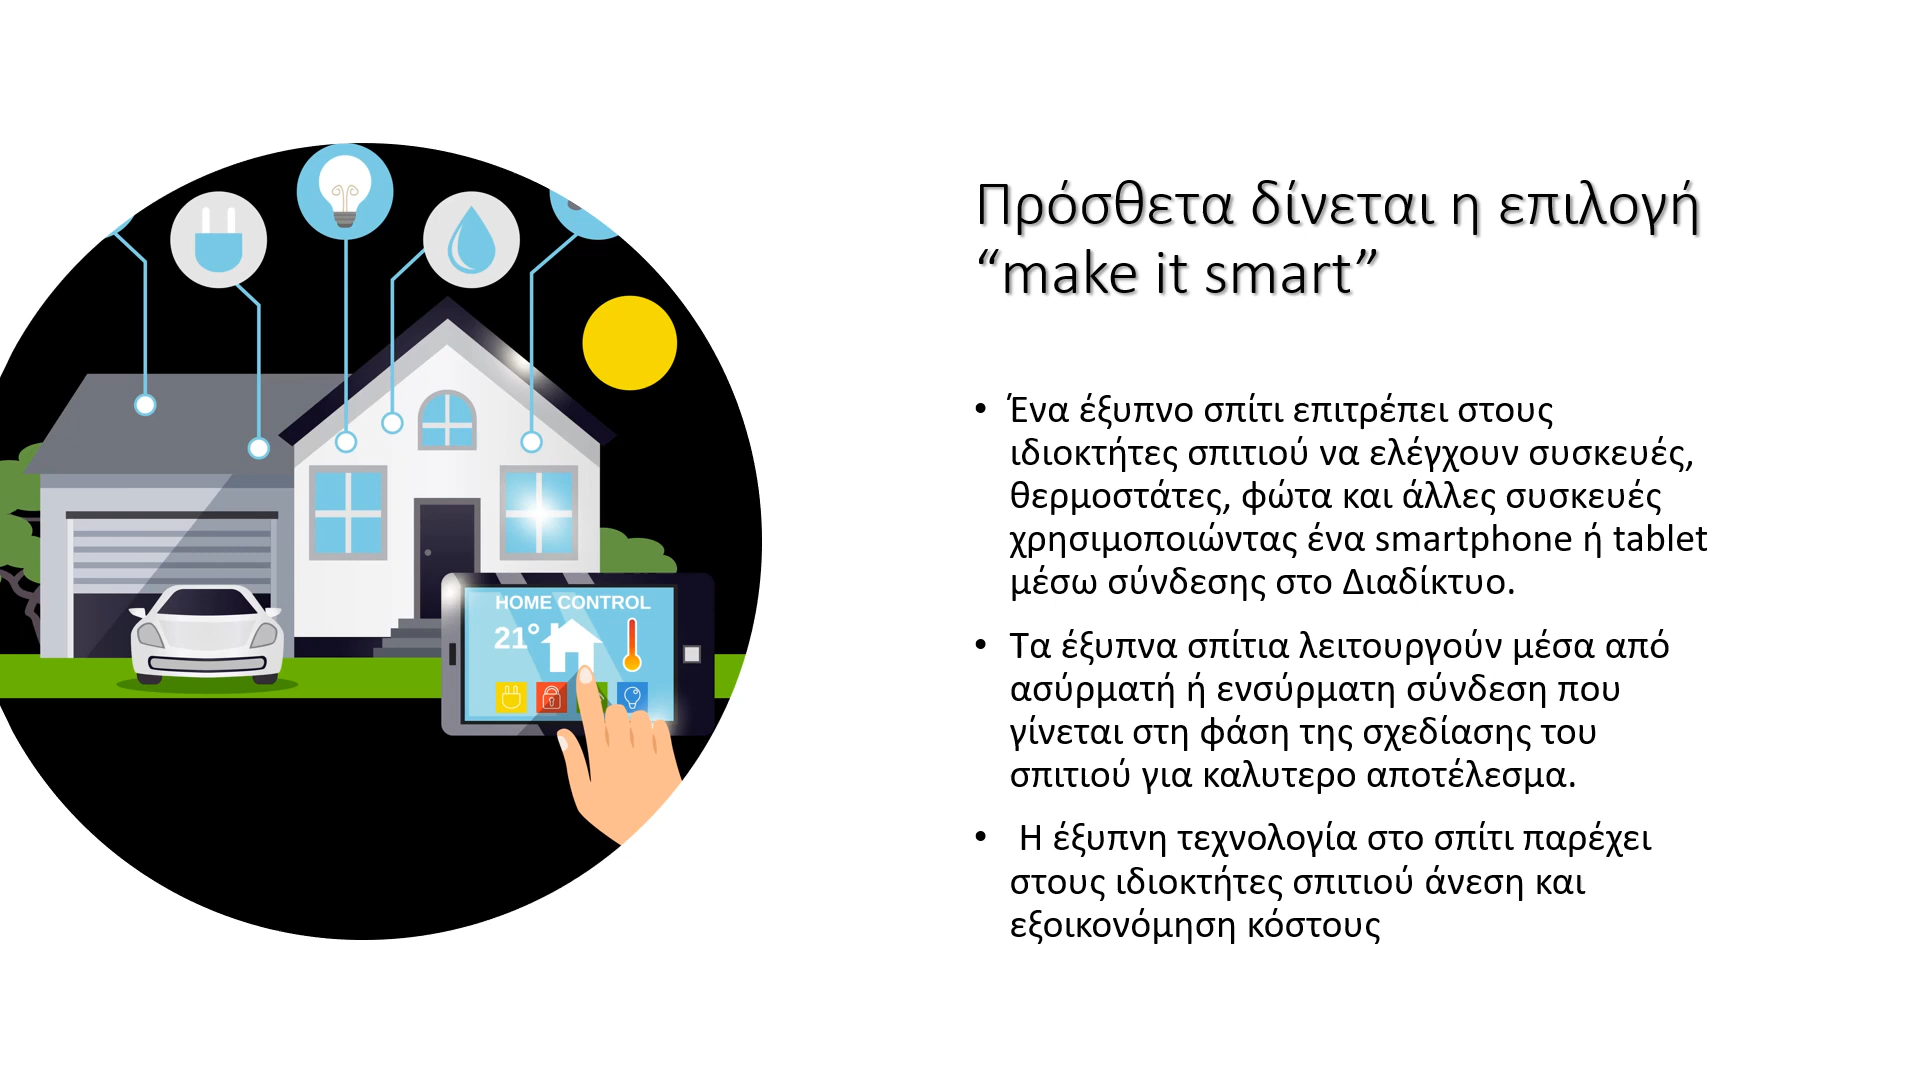 Πρόσθετα δίνεται η επιλογή
“make it smart”
• Ένα έξυπνο σπίτι επιτρέπει στους
ιδιοκτήτες σπιτιού να ελέγχουν συσκευές,
θερμοστάτες, φώτα και άλλες συσκευές
χρησιμοποιώντας ένα smartphone ή tablet
μέσω σύνδεσης στο Διαδίκτυο.
• Τα έξυπνα σπίτια λειτουργούν μέσα από
ασύρματή ή ενσύρματη σύνδεση που
γίνεται στη φάση της σχεδίασης του
σπιτιού για καλυτερο αποτέλεσμα.
• Η έξυπνη τεχνολογία στο σπίτι παρέχει
στους ιδιοκτήτες σπιτιού άνεση και
εξοικονόμηση κόστους
HOME CONTROL
21°